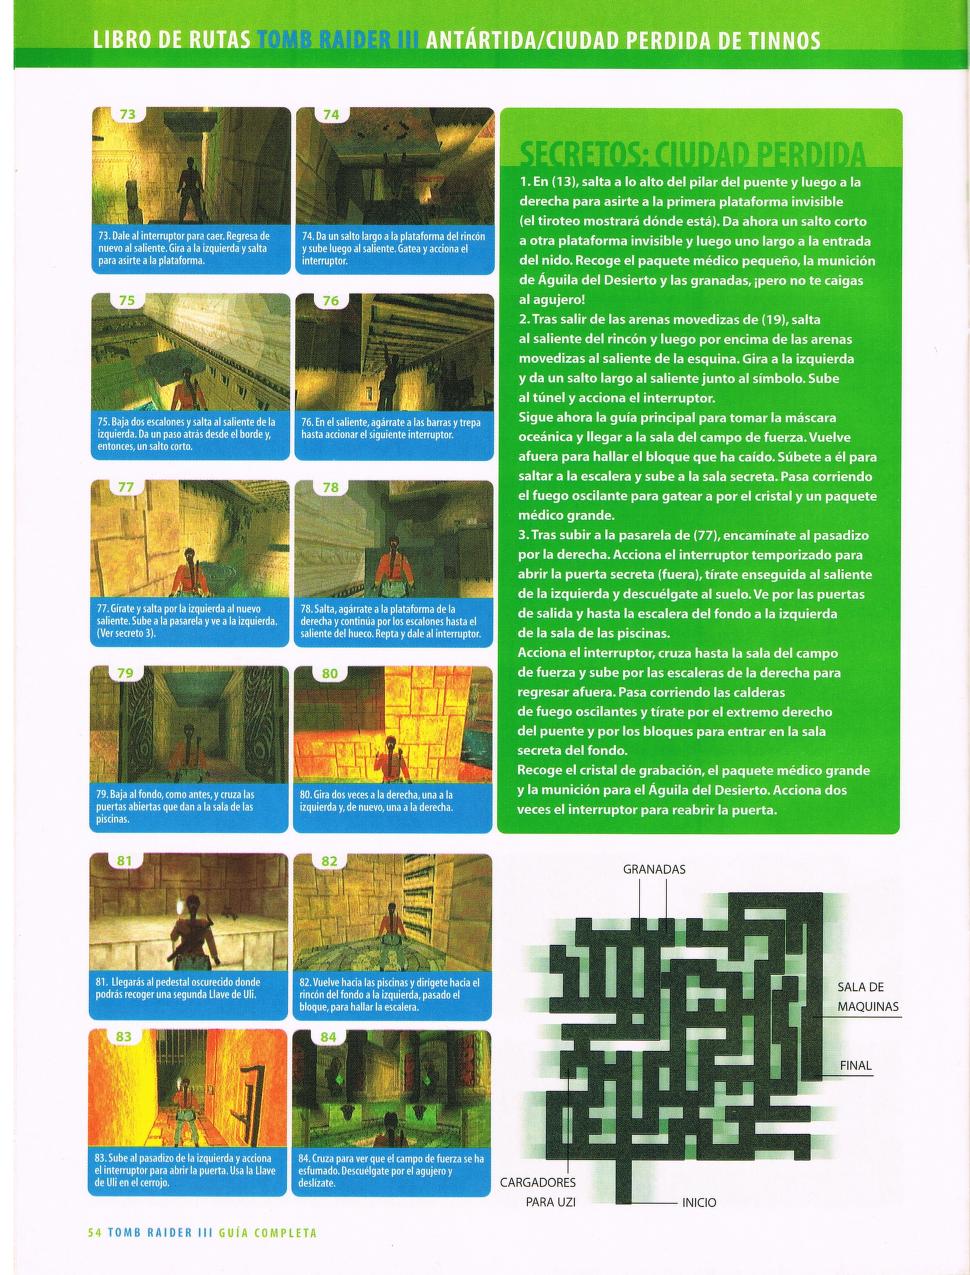 LIBRO DE RUTAS TOMB RAIDER III ANTÁRTIDA/CIUDAD PERDIDA DE TINNOS
73
73. Dale al interruptor para caer. Regresa de
nuevo al saliente. Gira a la izquierda y salta
para asirte a la plataforma.
74
74. Da un salto largo a la plataforma del rincón
y sube luego al saliente. Gatea y acciona el
interruptor.
75
75. Baja dos escalones y salta al saliente de la
izquierda. Da un paso atrás desde el borde y,
entonces, un salto corto.
76
76. En el saliente, agárrate a las barras y trepa
hasta accionar el siguiente interruptor.
77
77. Gírate y salta por la izquierda al nuevo
saliente. Sube a la pasarela y ve a la izquierda.
(Ver secreto 3).
78
78. Salta, agárrate a la plataforma de la
derecha y continúa por los escalones hasta el
saliente del hueco. Repta y dale al interruptor.
79
79. Baja al fondo, como antes, y cruza las
puertas abiertas que dan a la sala de las
piscinas.
80
80. Gira dos veces a la derecha, una a la
izquierda y, de nuevo, una a la derecha.
81
81. Llegarás al pedestal oscurecido donde
podrás recoger una segunda Llave de Uli.
82
82. Vuelve hacia las piscinas y dirígete hacia el
rincón del fondo a la izquierda, pasado el
bloque, para hallar la escalera.
83
83. Sube al pasadizo de la izquierda y acciona
el interruptor para abrir la puerta. Usa la Llave
de Uli en el cerrojo.
84
84. Cruza para ver que el campo de fuerza se ha
esfumado. Descuélgate por el agujero y
deslízate.
SECRETOS: CIUDAD PERDIDA
1. En (13), salta a lo alto del pilar del puente y luego a la
derecha para asirte a la primera plataforma invisible
(el tiroteo mostrará dónde está). Da ahora un salto corto
a otra plataforma invisible y luego uno largo a la entrada
del nido. Recoge el paquete médico pequeño, la munición
de Águila del Desierto y las granadas, ¡pero no te caigas
al agujero!
2. Tras salir de las arenas movedizas de (19), salta
al saliente del rincón y luego por encima de las arenas
movedizas al saliente de la esquina. Gira a la izquierda
y da un salto largo al saliente junto al símbolo. Sube
al túnel y acciona el interruptor.
Sigue ahora la guía principal para tomar la máscara
oceánica y llegar a la sala del campo de fuerza. Vuelve
afuera para hallar el bloque que ha caído. Súbete a él para
saltar a la escalera y sube a la sala secreta. Pasa corriendo
el fuego oscilante para gatear a por el cristal y un paquete
médico grande.
3. Tras subir a la pasarela de (77), encamínate al pasadizo
por la derecha. Acciona el interruptor temporizado para
abrir la puerta secreta (fuera), tírate enseguida al saliente
de la izquierda y descuélgate al suelo. Ve por las puertas
de salida y hasta la escalera del fondo a la izquierda
de la sala de las piscinas.
Acciona el interruptor, cruza hasta la sala del campo
de fuerza y sube por las escaleras de la derecha para
regresar afuera. Pasa corriendo las calderas
de fuego oscilantes y tírate por el extremo derecho
del puente y por los bloques para entrar en la sala
secreta del fondo.
Recoge el cristal de grabación, el paquete médico grande
y la munición para el Águila del Desierto. Acciona dos
veces el interruptor para reabrir la puerta.
GRANADAS
SALA DE
MAQUINAS
FINAL
CARGADORES
PARA UZI
INICIO
54 TOMB RAIDER III GUÍA COMPLETA